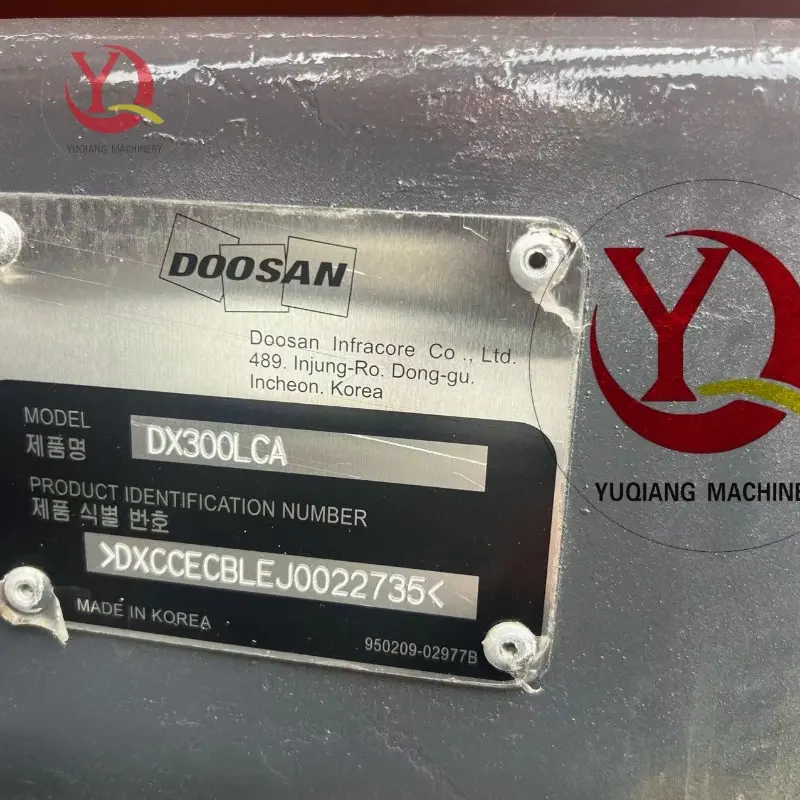 YUQIANG MACHINERY
DOOSAN
Doosan Infracore Co ., Ltd.
489. Injung-Ro. Dong-gu.
Incheon. Korea
MODEL
제품명
DX300LCA
YUQIANG MACHINE
PRODUCT IDENTIFICATION NUMBER
제품 식별 번호
>DXCCECBLEJ0022735<
MADE IN KOREA
950209-02977B